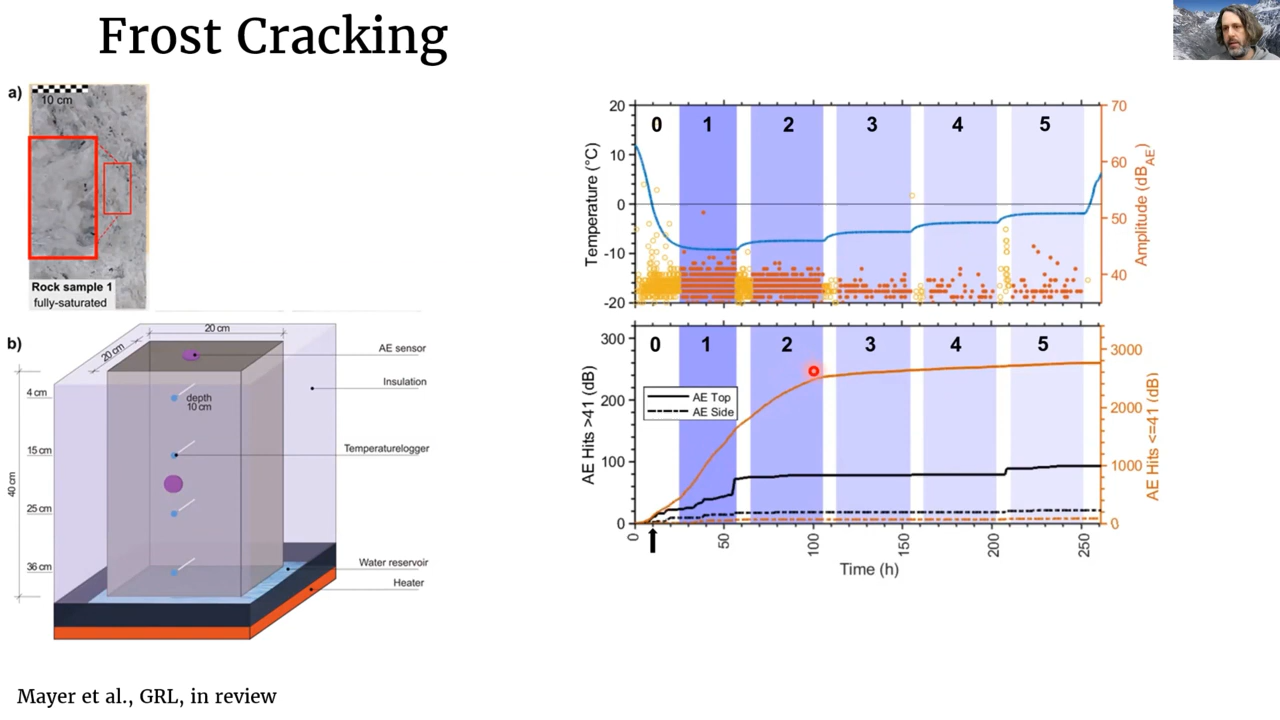 Frost Cracking
a)
10 cm
Rock sample 1
fully-saturated
b)
20 cm
20 cm
4 cm
15 cm
25 cm
36 cm
40 cm
depth
10 cm
AE sensor
Insulation
Temperaturelogger
Water reservoir
Heater
20
10
0
-10
-20
Temperature (°C)
0 1 2 3 4 5
70
60
50
40
Amplitude (dBAE)
300
200
100
0
AE Hits >41 (dB)
0 1 2 3 4 5
AE Top
AE Side
3000
2000
1000
0
AE Hits <=41 (dB)
0 50 100 150 200 250
Time (h)
Mayer et al., GRL, in review